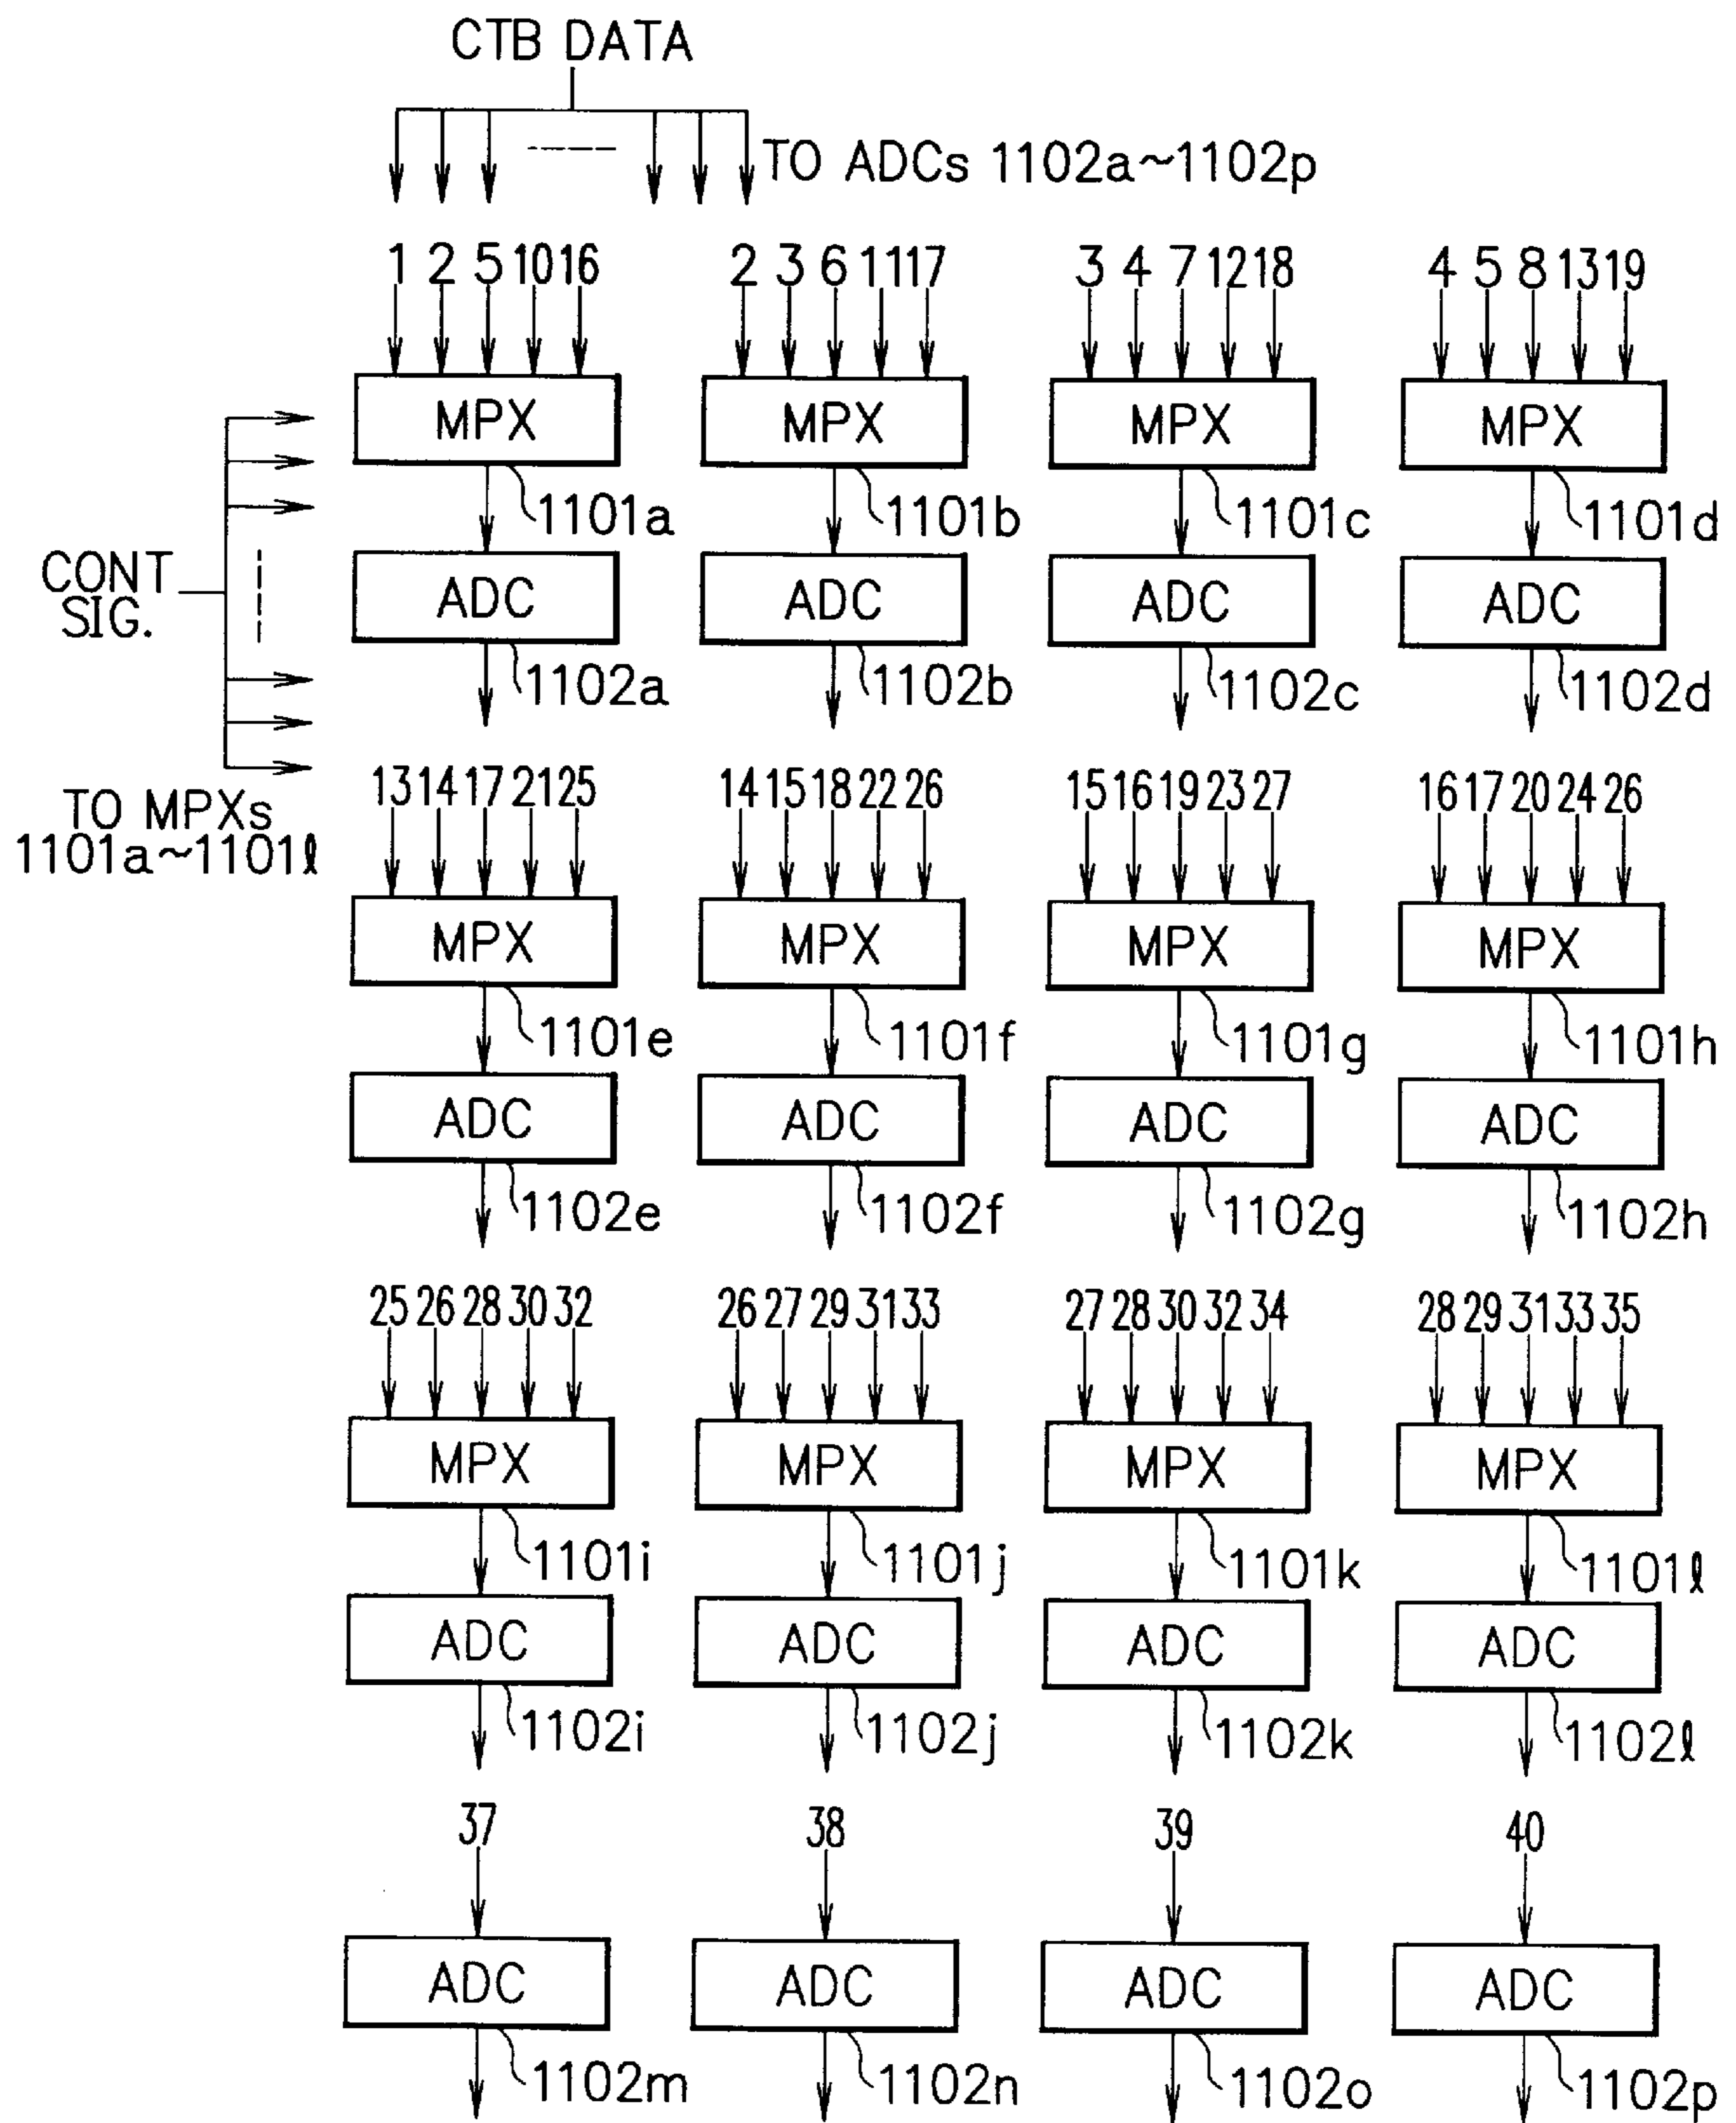 CTB DATA
TO ADCs 1102a~1102p
1 2 5 10 16
2 3 6 11 17
3 4 7 12 18
4 5 8 13 19
MPX
MPX
MPX
MPX
1101a
1101b
1101c
1101d
CONT
SIG.
ADC
ADC
ADC
ADC
1102a
1102b
1102c
1102d
TO MPXs
1101a~1101ℓ
13 14 17 21 25
14 15 18 22 26
15 16 19 23 27
16 17 20 24 26
MPX
MPX
MPX
MPX
1101e
1101f
1101g
1101h
ADC
ADC
ADC
ADC
1102e
1102f
1102g
1102h
25 26 28 30 32
26 27 29 31 33
27 28 30 32 34
28 29 31 33 35
MPX
MPX
MPX
MPX
1101i
1101j
1101k
1101ℓ
ADC
ADC
ADC
ADC
1102i
1102j
1102k
1102ℓ
37
38
39
40
ADC
ADC
ADC
ADC
1102m
1102n
1102o
1102p